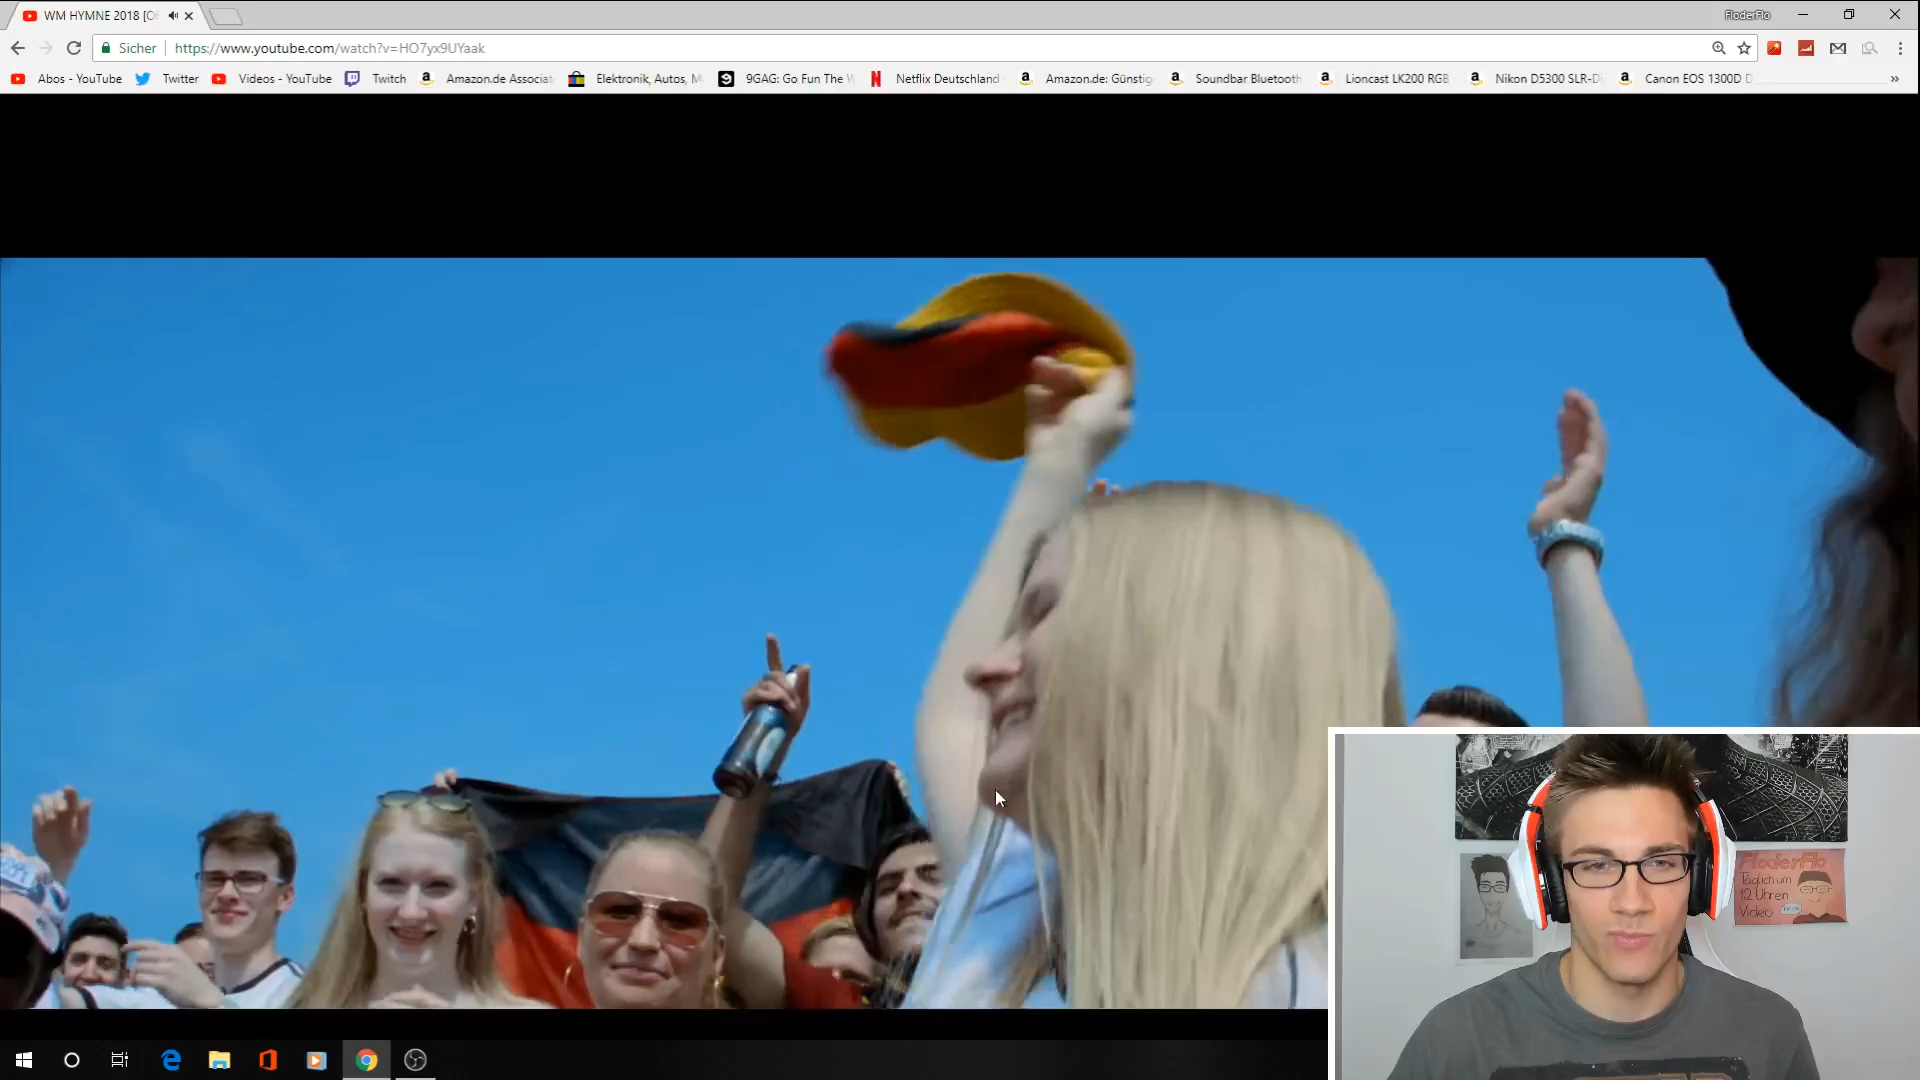 WM HYMNE 2018 [O
FloderFlo
Sicher https://www.youtube.com/watch?v=HO7yx9UYaak
Abos - YouTube Twitter Videos - YouTube Twitch Amazon.de Associat Elektronik, Autos, M 9GAG: Go Fun The W Netflix Deutschland Amazon.de: Günstig Soundbar Bluetooth Lioncast LK200 RGB Nikon D5300 SLR-D Canon EOS 1300D D
FloderFlo
Täglich um
12 Uhren
Video